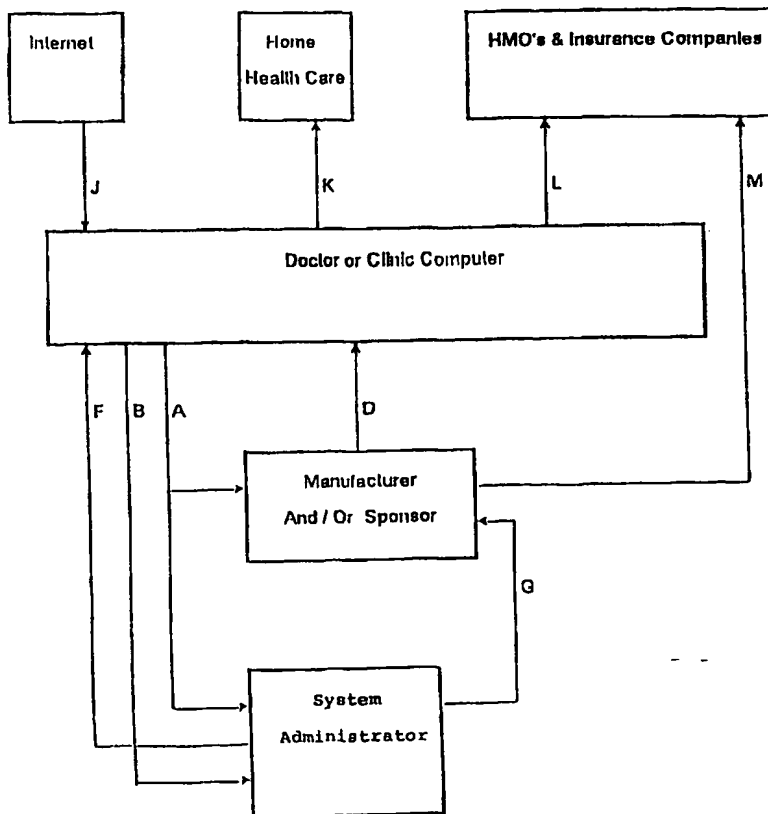 Internet
Home
Health Care
HMO's & Insurance Companies
J
K
L
M
Doctor or Clinic Computer
F
B
A
D
Manufacturer
And / Or Sponsor
G
System
Administrator